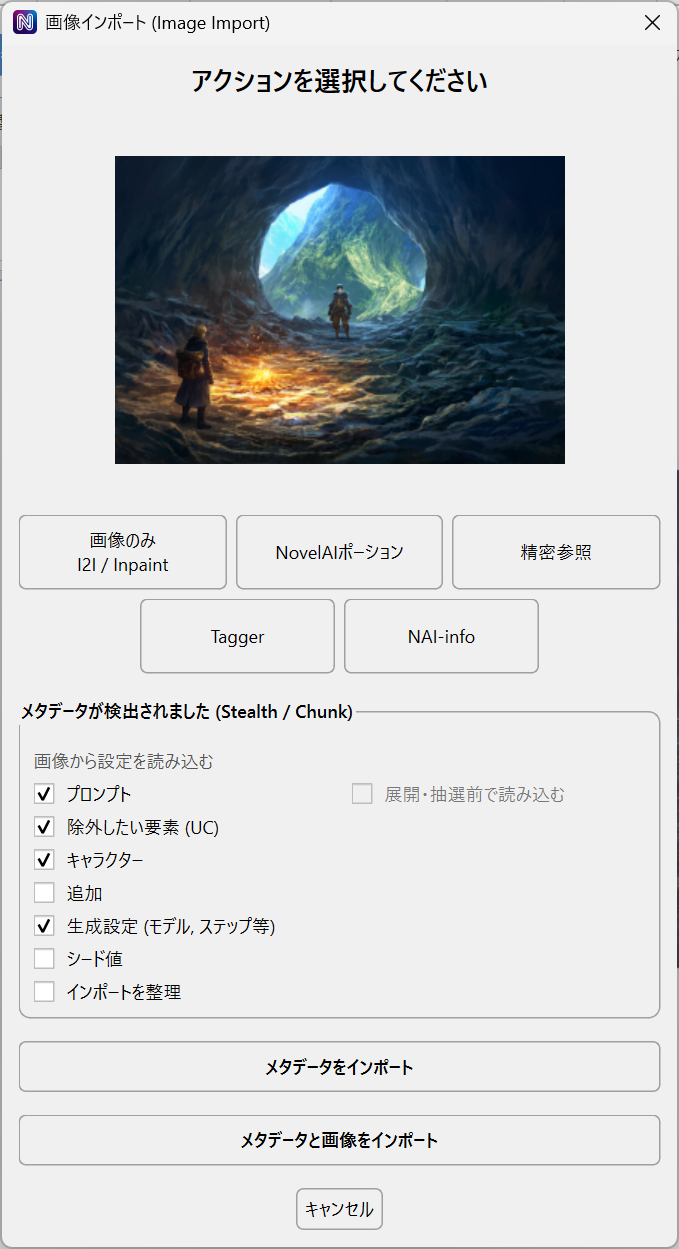 画像インポート (Image Import)
アクションを選択してください
画像のみ
I2I / Inpaint
NovelAIポーション
精密参照
Tagger
NAI-info
メタデータが検出されました (Stealth / Chunk)
画像から設定を読み込む
プロンプト
展開・抽選前で読み込む
除外したい要素 (UC)
キャラクター
追加
生成設定 (モデル, ステップ等)
シード値
インポートを整理
メタデータをインポート
メタデータと画像をインポート
キャンセル